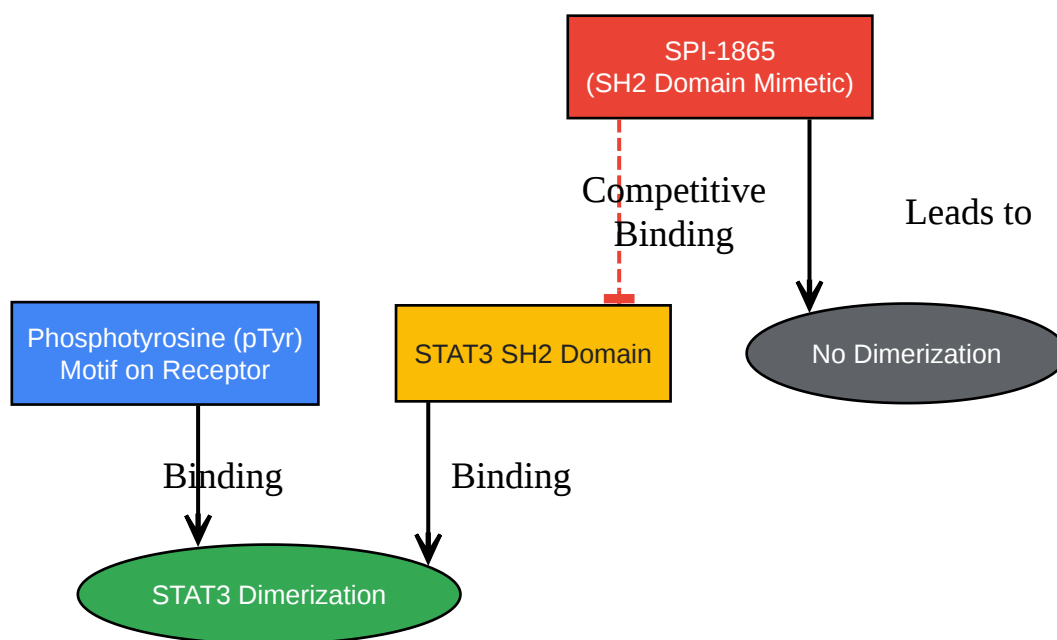 SPI-1865
(SH2 Domain Mimetic)
Competitive
Binding
Leads to
Phosphotyrosine (pTyr)
Motif on Receptor
STAT3 SH2 Domain
No Dimerization
Binding
Binding
STAT3 Dimerization